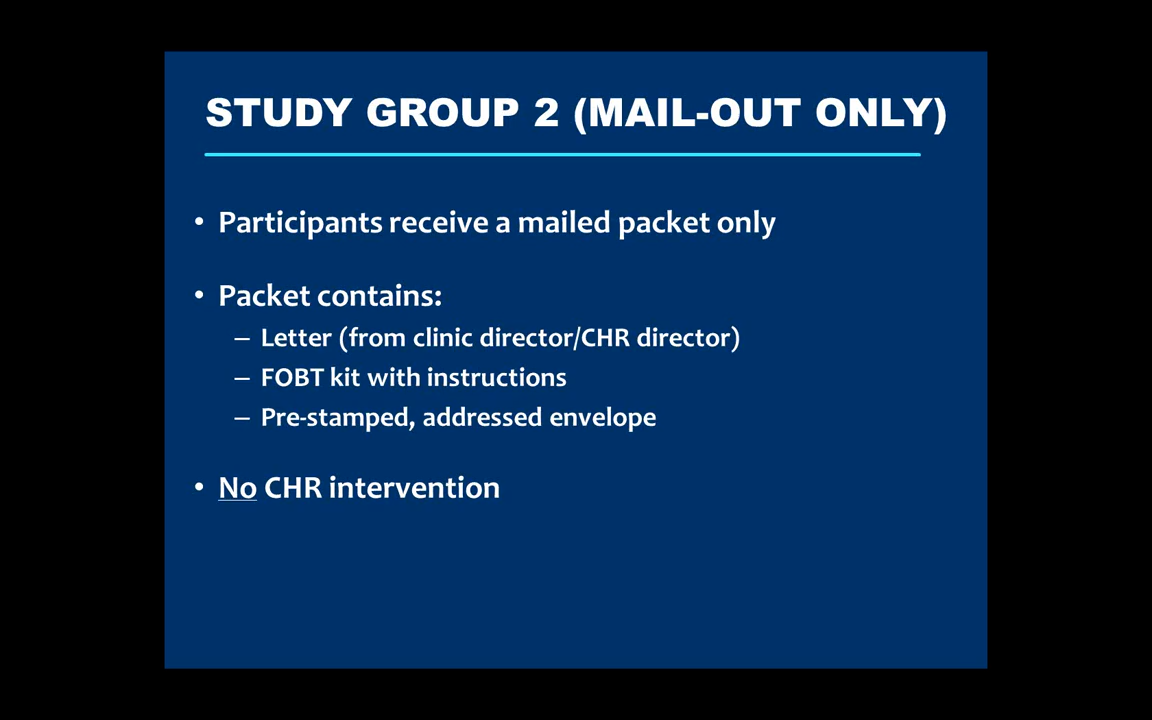 STUDY GROUP 2 (MAIL-OUT ONLY)
• Participants receive a mailed packet only
• Packet contains:
– Letter (from clinic director/CHR director)
– FOBT kit with instructions
– Pre-stamped, addressed envelope
• No CHR intervention